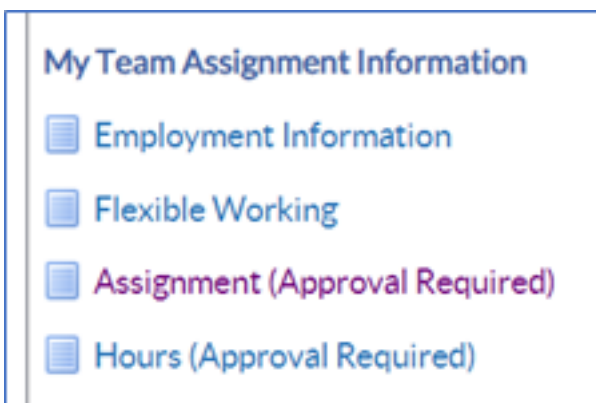 My Team Assignment Information
Employment Information
Flexible Working
Assignment (Approval Required)
Hours (Approval Required)